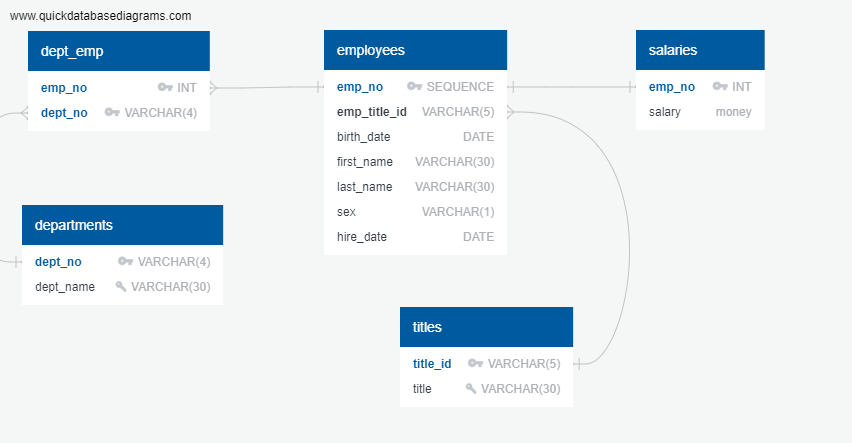 www.quickdatabasediagrams.com
dept_emp
emp_no INT
dept_no VARCHAR(4)
employees
emp_no SEQUENCE
emp_title_id VARCHAR(5)
birth_date DATE
first_name VARCHAR(30)
last_name VARCHAR(30)
sex VARCHAR(1)
hire_date DATE
salaries
emp_no INT
salary money
departments
dept_no VARCHAR(4)
dept_name VARCHAR(30)
titles
title_id VARCHAR(5)
title VARCHAR(30)